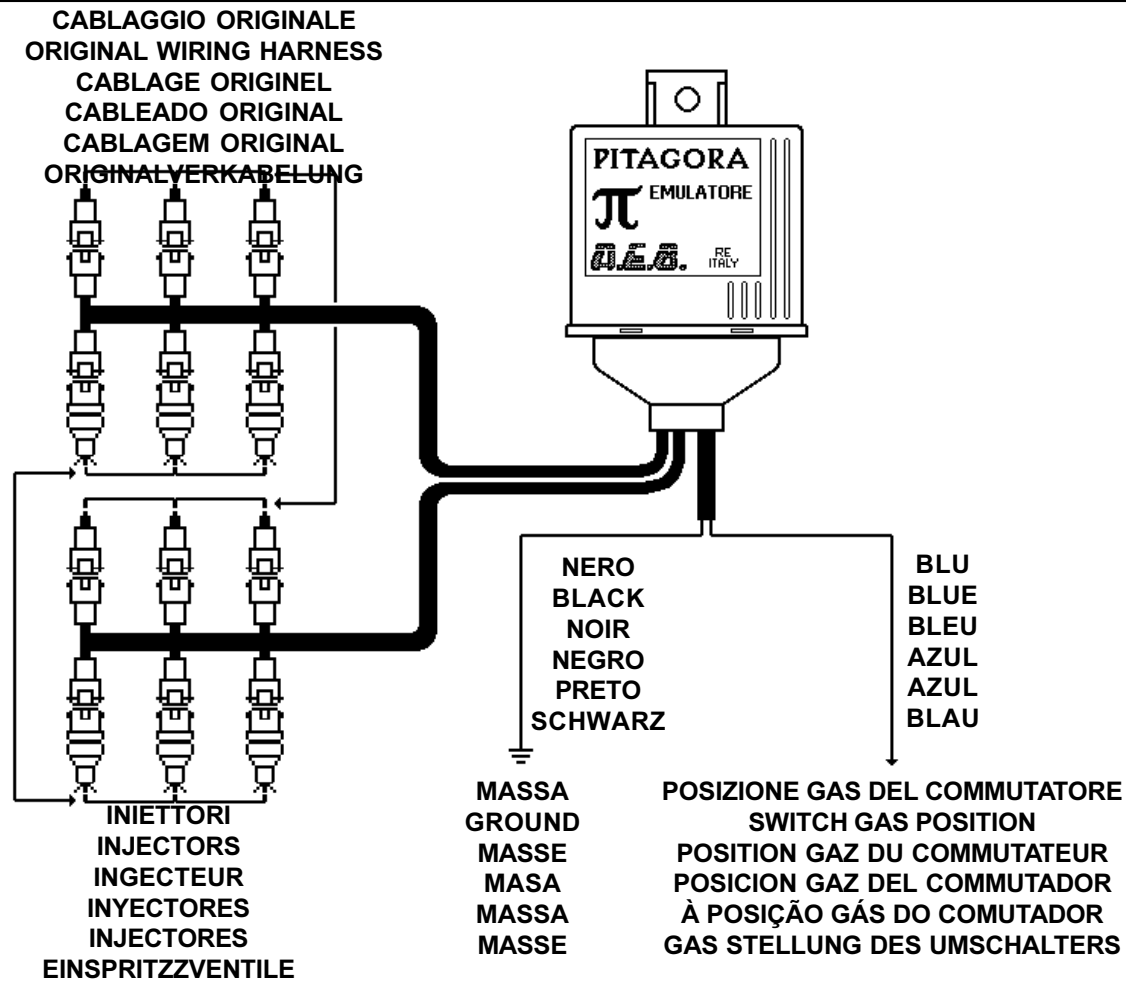 CABLAGGIO ORIGINALE
ORIGINAL WIRING HARNESS
CABLAGE ORIGINEL
CABLEADO ORIGINAL
CABLAGEM ORIGINAL
ORIGINALVERKABELUNG
PITAGORA
π EMULATORE
A.E.B. RE
ITALY
NERO
BLACK
NOIR
NEGRO
PRETO
SCHWARZ
BLU
BLUE
BLEU
AZUL
AZUL
BLAU
MASSA
GROUND
MASSE
MASA
MASSA
MASSE
POSIZIONE GAS DEL COMMUTATORE
SWITCH GAS POSITION
POSITION GAZ DU COMMUTATEUR
POSICION GAZ DEL COMMUTADOR
À POSIÇÃO GÁS DO COMUTADOR
GAS STELLUNG DES UMSCHALTERS
INIETTORI
INJECTORS
INGECTEUR
INYECTORES
INJECTORES
EINSPRITZZVENTILE